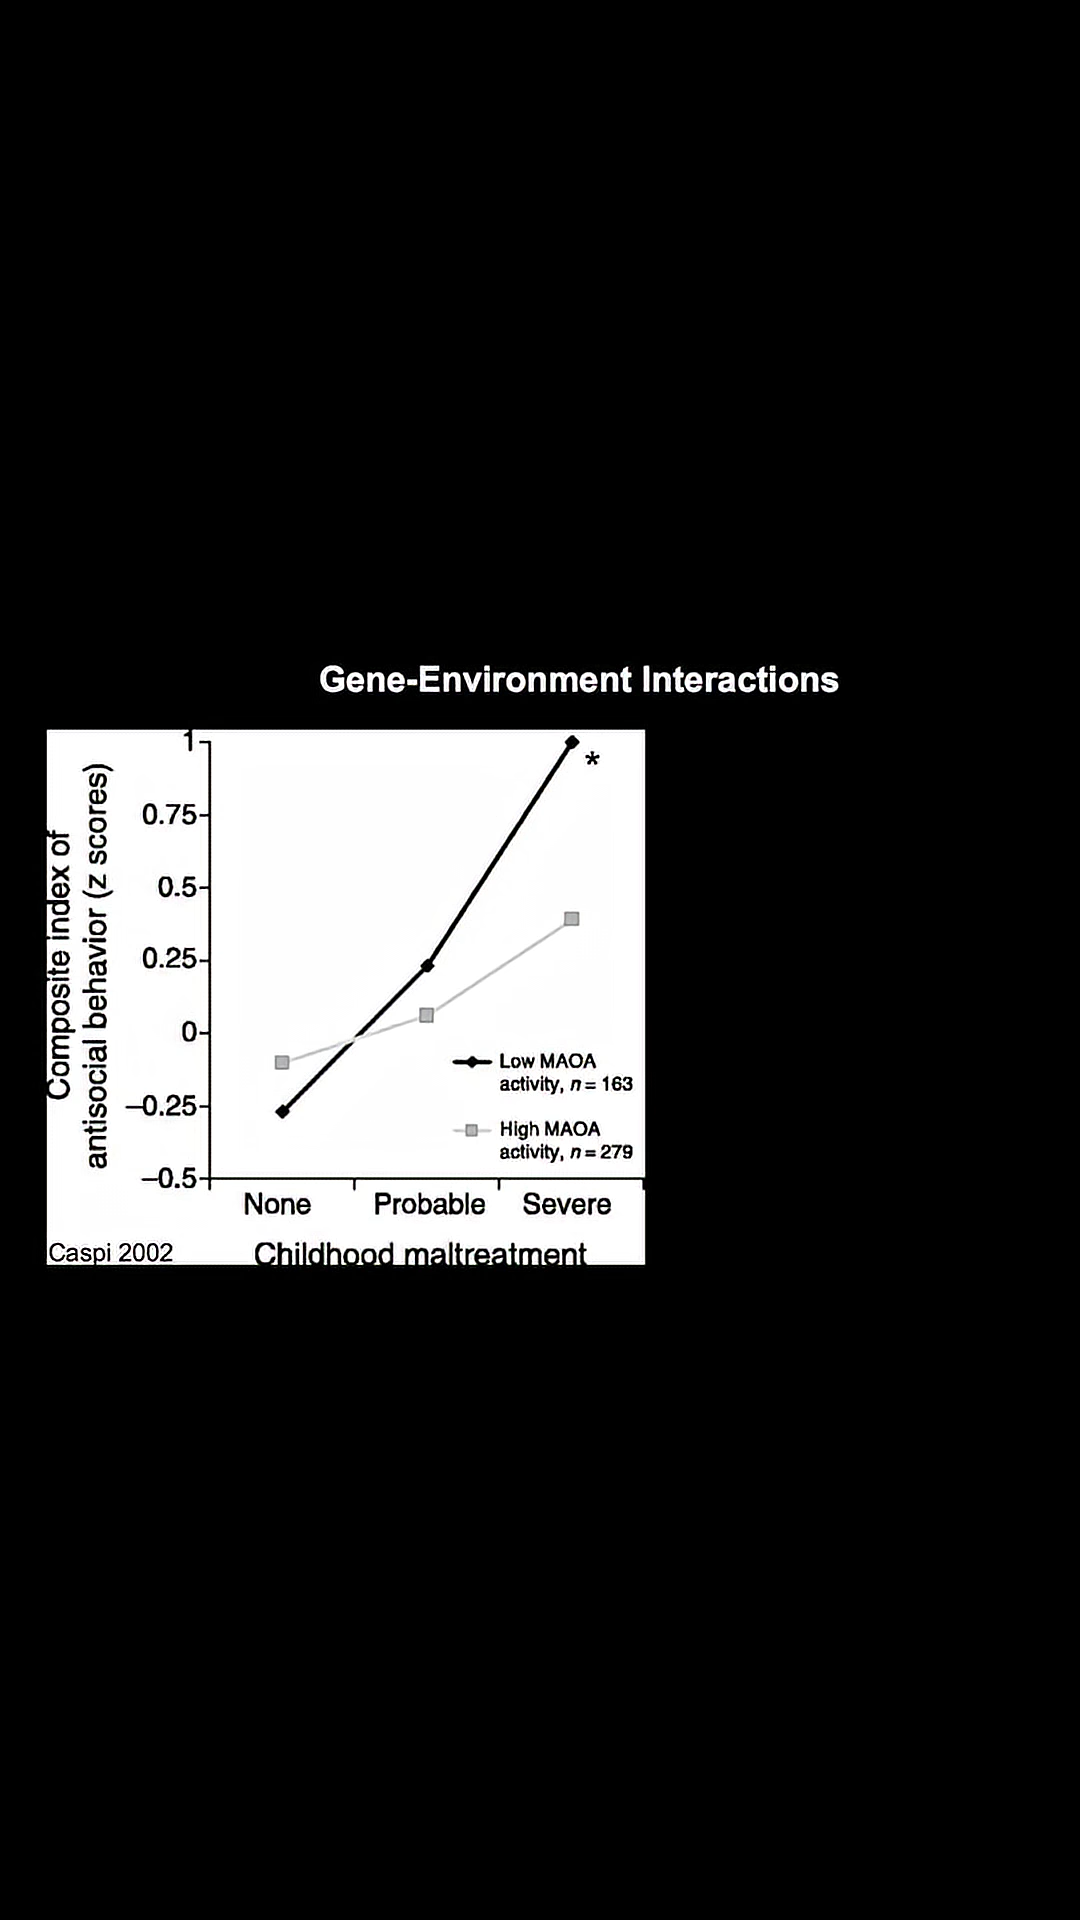 Gene-Environment Interactions
Composite index of
antisocial behavior (z scores)
1
0.75
0.5
0.25
0
–0.25
–0.5
*
Low MAOA
activity, n = 163
High MAOA
activity, n = 279
None Probable Severe
Childhood maltreatment
Caspi 2002